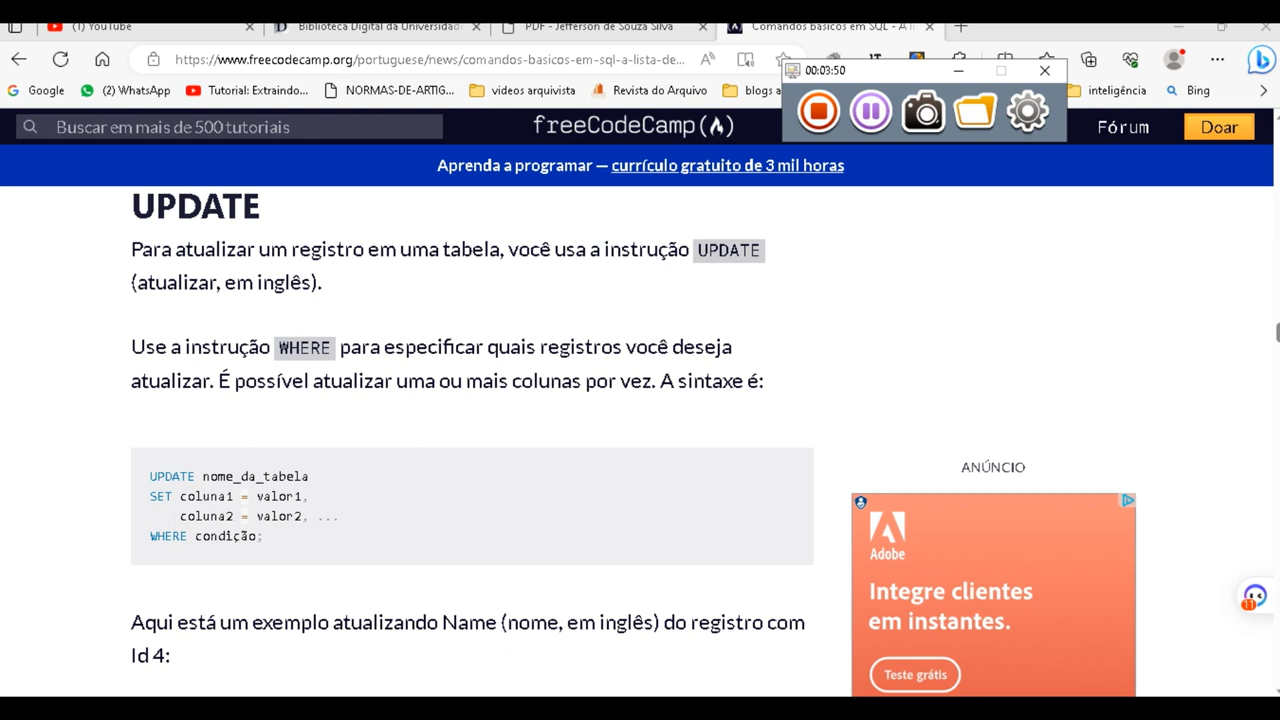 (1) YouTube
Biblioteca Digital da Universidad
PDF - Jefferson de Souza Silva
Comandos básicos em SQL - A li
https://www.freecodecamp.org/portuguese/news/comandos-basicos-em-sql-a-lista-de...
00:03:50
Google
(2) WhatsApp
Tutorial: Extraindo...
NORMAS-DE-ARTIG...
videos arquivista
Revista do Arquivo
blogs a
inteligência
Bing
Buscar em mais de 500 tutoriais
freeCodeCamp
Fórum
Doar
Aprenda a programar — currículo gratuito de 3 mil horas
UPDATE
Para atualizar um registro em uma tabela, você usa a instrução UPDATE
(atualizar, em inglês).
Use a instrução WHERE para especificar quais registros você deseja
atualizar. É possível atualizar uma ou mais colunas por vez. A sintaxe é:
UPDATE nome_da_tabela
SET coluna1 = valor1,
coluna2 = valor2, ...
WHERE condição;
Aqui está um exemplo atualizando Name (nome, em inglês) do registro com
Id 4:
ANÚNCIO
Adobe
Integre clientes
em instantes.
Teste grátis
11